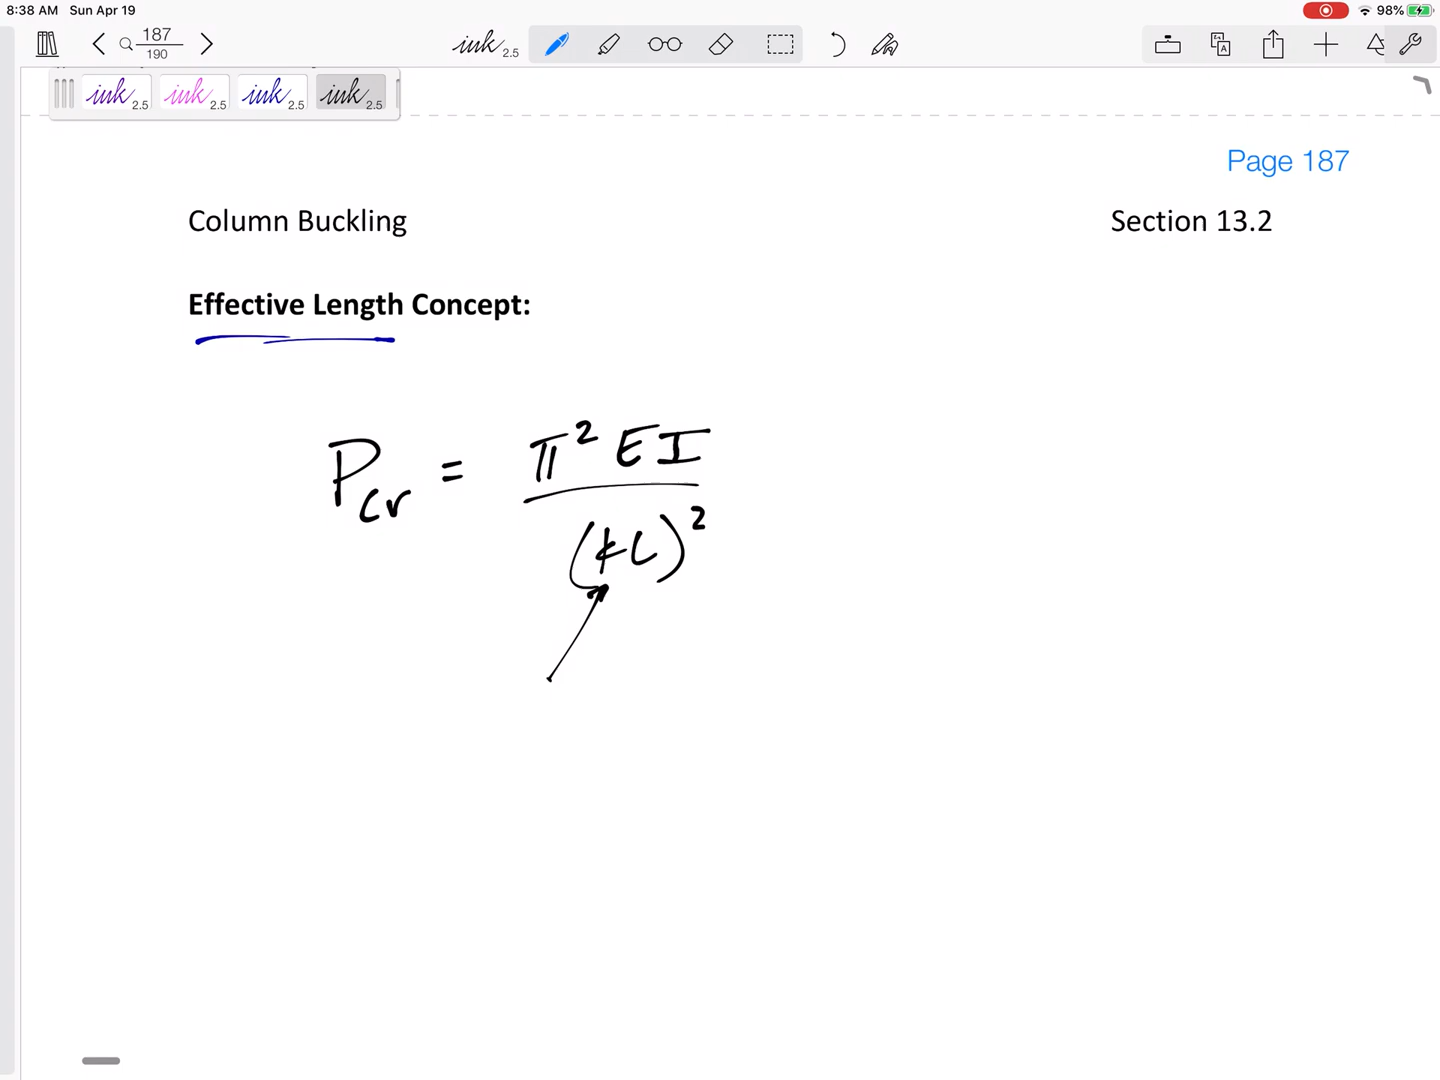 8:38 AM Sun Apr 19 98%
187
190
ink 2.5
ink 2.5 ink 2.5 ink 2.5 ink 2.5
Page 187
Column Buckling Section 13.2
Effective Length Concept:
Pcr = π² EI
(kL)²